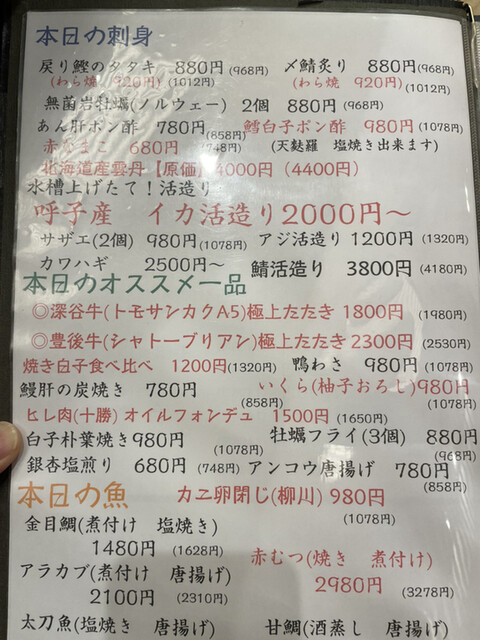 本日の刺身
戻り鰹のタタキ 880円(968円) 〆鯖炙り 880円(968円)
(わら焼 920円)(1012円) (わら焼 920円)(1012円)
無菌岩牡蠣(ノルウェー) 2個 880円(968円)
あん肝ポン酢 780円(858円) 鱈白子ポン酢 980円(1078円)
赤なまこ 680円(748円) (天麩羅 塩焼き出来ます)
北海道産雲丹【原価】4000円(4400円)
水槽上げたて!活造り
呼子産 イカ活造り2000円〜
サザエ(2個) 980円(1078円) アジ活造り 1200円(1320円)
カワハギ 2500円〜 鯖活造り 3800円(4180円)
本日のオススメ一品
◎深谷牛(トモサンカクA5)極上たたき 1800円(1980円)
◎豊後牛(シャトーブリアン)極上たたき2300円(2530円)
焼き白子食べ比べ 1200円(1320円) 鴨わさ 980円(1078円)
鰻肝の炭焼き 780円(858円) いくら(柚子おろし)980円(1078円)
ヒレ肉(十勝) オイルフォンデュ 1500円(1650円)
白子朴葉焼き980円(1078円) 牡蠣フライ(3個) 880円(968円)
銀杏塩煎り 680円(748円) アンコウ唐揚げ 780円(858円)
本日の魚 カニ卵閉じ(柳川) 980円(1078円)
金目鯛(煮付け 塩焼き)
1480円(1628円)
赤むつ(焼き 煮付け)
2980円(3278円)
アラカブ(煮付け 唐揚げ)
2100円(2310円)
太刀魚(塩焼き 唐揚げ) 甘鯛(酒蒸し 唐揚げ)